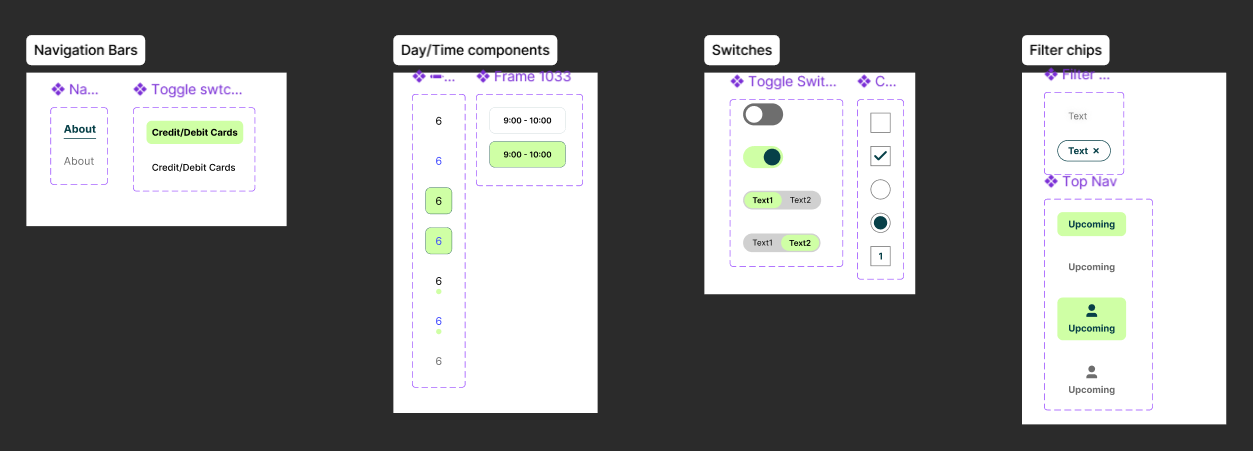 Navigation Bars
Na...
Toggle swtc...
About
About
Credit/Debit Cards
Credit/Debit Cards
Day/Time components
Frame 1033
6
6
6
6
6
6
6
9:00 - 10:00
9:00 - 10:00
Switches
Toggle Swit...
C...
Text1 Text2
Text1 Text2
1
Filter chips
Filter ...
Text
Text ×
Top Nav
Upcoming
Upcoming
Upcoming
Upcoming